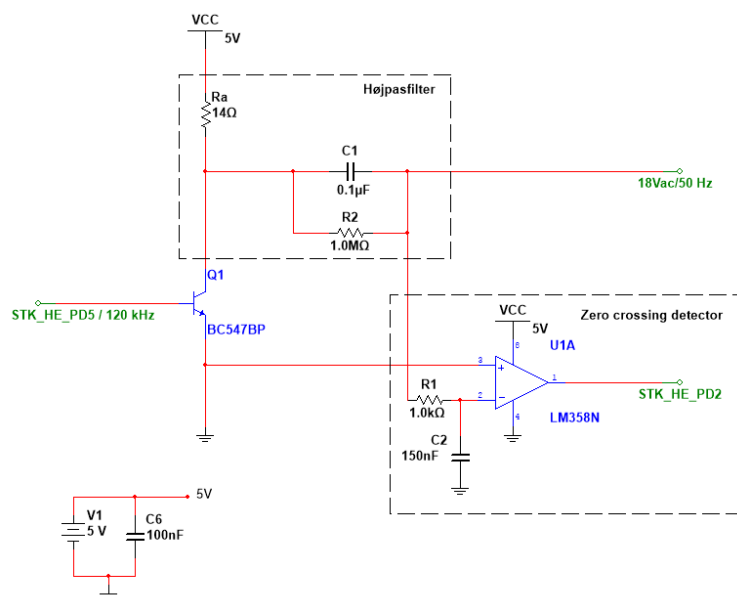 VCC
5V
Højpasfilter
Ra
14Ω
C1
0.1µF
18Vac/50 Hz
R2
1.0MΩ
Q1
STK_HE_PD5 / 120 kHz
BC547BP
VCC
5V
Zero crossing detector
8
U1A
3
1
R1
2
1.0kΩ
STK_HE_PD2
4
LM358N
C2
150nF
5V
V1
5 V
C6
100nF